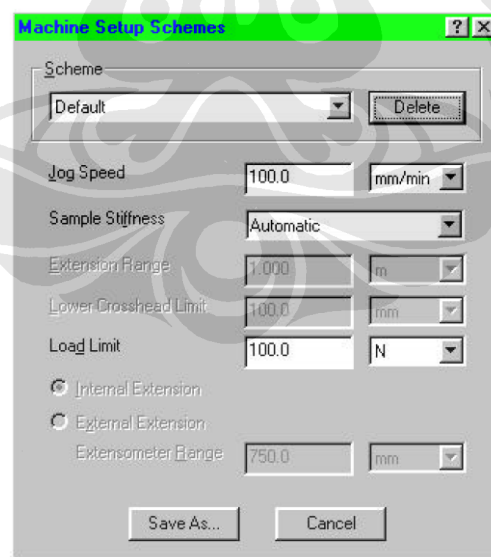 Machine Setup Schemes ? X
Scheme
Default Delete
Jog Speed 100.0 mm/min
Sample Stiffness Automatic
Extension Range 1.000 m
Lower Crosshead Limit 100.0 mm
Load Limit 100.0 N
Internal Extension
External Extension
Extensometer Range 750.0 mm
Save As... Cancel